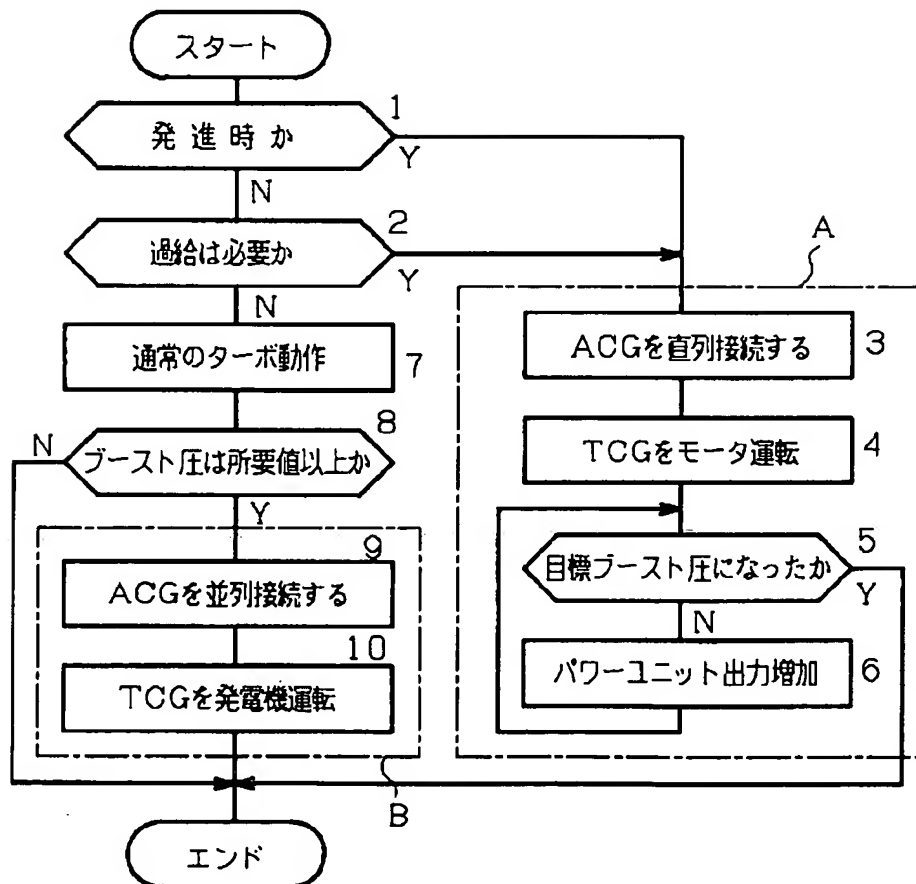 スタート
1
発進時か
Y
N
2
過給は必要か
Y
N
A
通常のターボ動作
7
ACGを直列接続する
3
8
N
ブースト圧は所要値以上か
Y
TCGをモータ運転
4
9
ACGを並列接続する
5
目標ブースト圧になったか
Y
N
10
TCGを発電機運転
パワーユニット出力増加
6
B
エンド